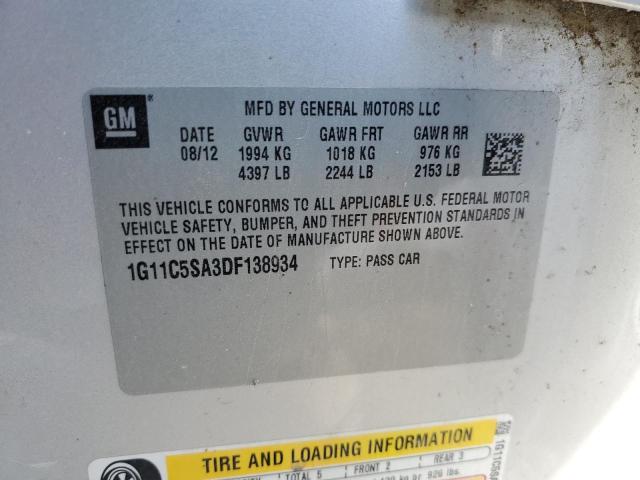 GM
MFD BY GENERAL MOTORS LLC
DATE GVWR GAWR FRT GAWR RR
08/12 1994 KG 1018 KG 976 KG
4397 LB 2244 LB 2153 LB
THIS VEHICLE CONFORMS TO ALL APPLICABLE U.S. FEDERAL MOTOR
VEHICLE SAFETY, BUMPER, AND THEFT PREVENTION STANDARDS IN
EFFECT ON THE DATE OF MANUFACTURE SHOWN ABOVE.
1G11C5SA3DF138934 TYPE: PASS CAR
TIRE AND LOADING INFORMATION
TOTAL 5 FRONT 2 REAR 3
920 lbs.
1G11C5SA